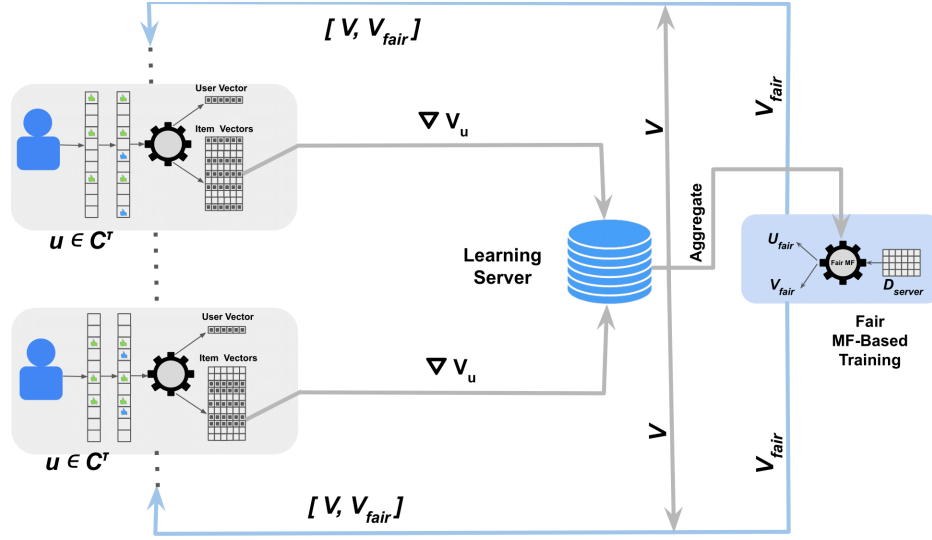 [ V, V_fair ]
User Vector
Item Vectors
∇ V_u
V
V_fair
u ∈ C^τ
Learning
Server
Aggregate
U_fair
Fair MF
V_fair
D_server
Fair
MF-Based
Training
User Vector
Item Vectors
∇ V_u
V
V_fair
u ∈ C^τ
[ V, V_fair ]